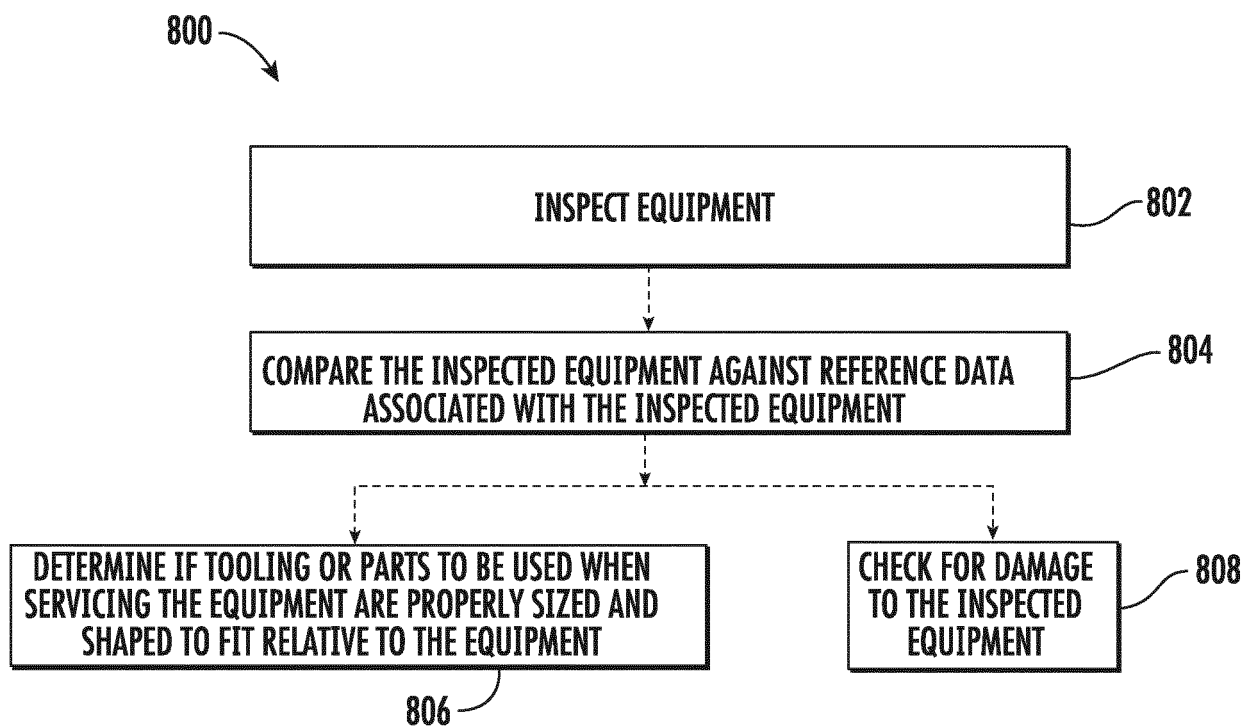 800
INSPECT EQUIPMENT
802
COMPARE THE INSPECTED EQUIPMENT AGAINST REFERENCE DATA
ASSOCIATED WITH THE INSPECTED EQUIPMENT
804
DETERMINE IF TOOLING OR PARTS TO BE USED WHEN
SERVICING THE EQUIPMENT ARE PROPERLY SIZED AND
SHAPED TO FIT RELATIVE TO THE EQUIPMENT
806
CHECK FOR DAMAGE
TO THE INSPECTED
EQUIPMENT
808